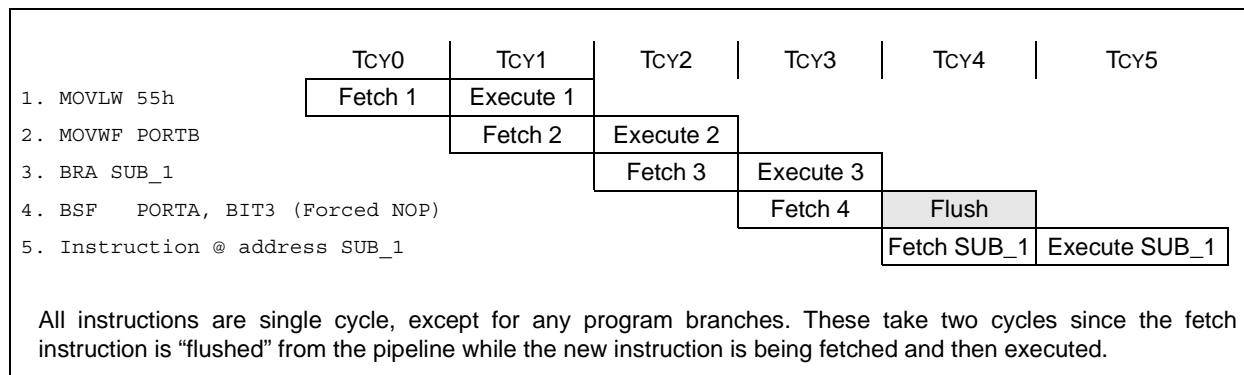 TCY0 TCY1 TCY2 TCY3 TCY4 TCY5
1. MOVLW 55h Fetch 1 Execute 1
2. MOVWF PORTB Fetch 2 Execute 2
3. BRA SUB_1 Fetch 3 Execute 3
4. BSF PORTA, BIT3 (Forced NOP) Fetch 4 Flush
5. Instruction @ address SUB_1 Fetch SUB_1 Execute SUB_1
All instructions are single cycle, except for any program branches. These take two cycles since the fetch
instruction is “flushed” from the pipeline while the new instruction is being fetched and then executed.